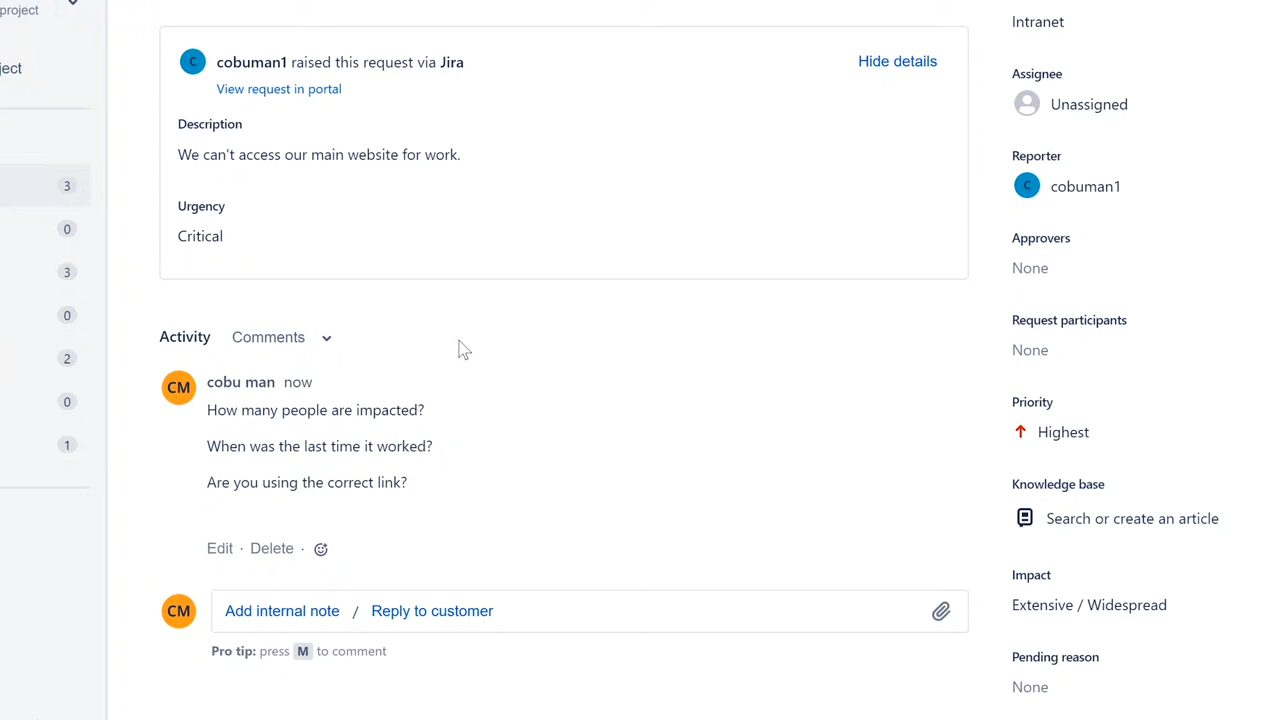 project
ject
3
0
3
0
2
0
1
C
cobuman1 raised this request via Jira
Hide details
View request in portal
Description
We can't access our main website for work.
Urgency
Critical
Activity
Comments
CM
cobu man now
How many people are impacted?
When was the last time it worked?
Are you using the correct link?
Edit · Delete ·
CM
Add internal note / Reply to customer
Pro tip: press M to comment
Intranet
Assignee
Unassigned
Reporter
C
cobuman1
Approvers
None
Request participants
None
Priority
Highest
Knowledge base
Search or create an article
Impact
Extensive / Widespread
Pending reason
None